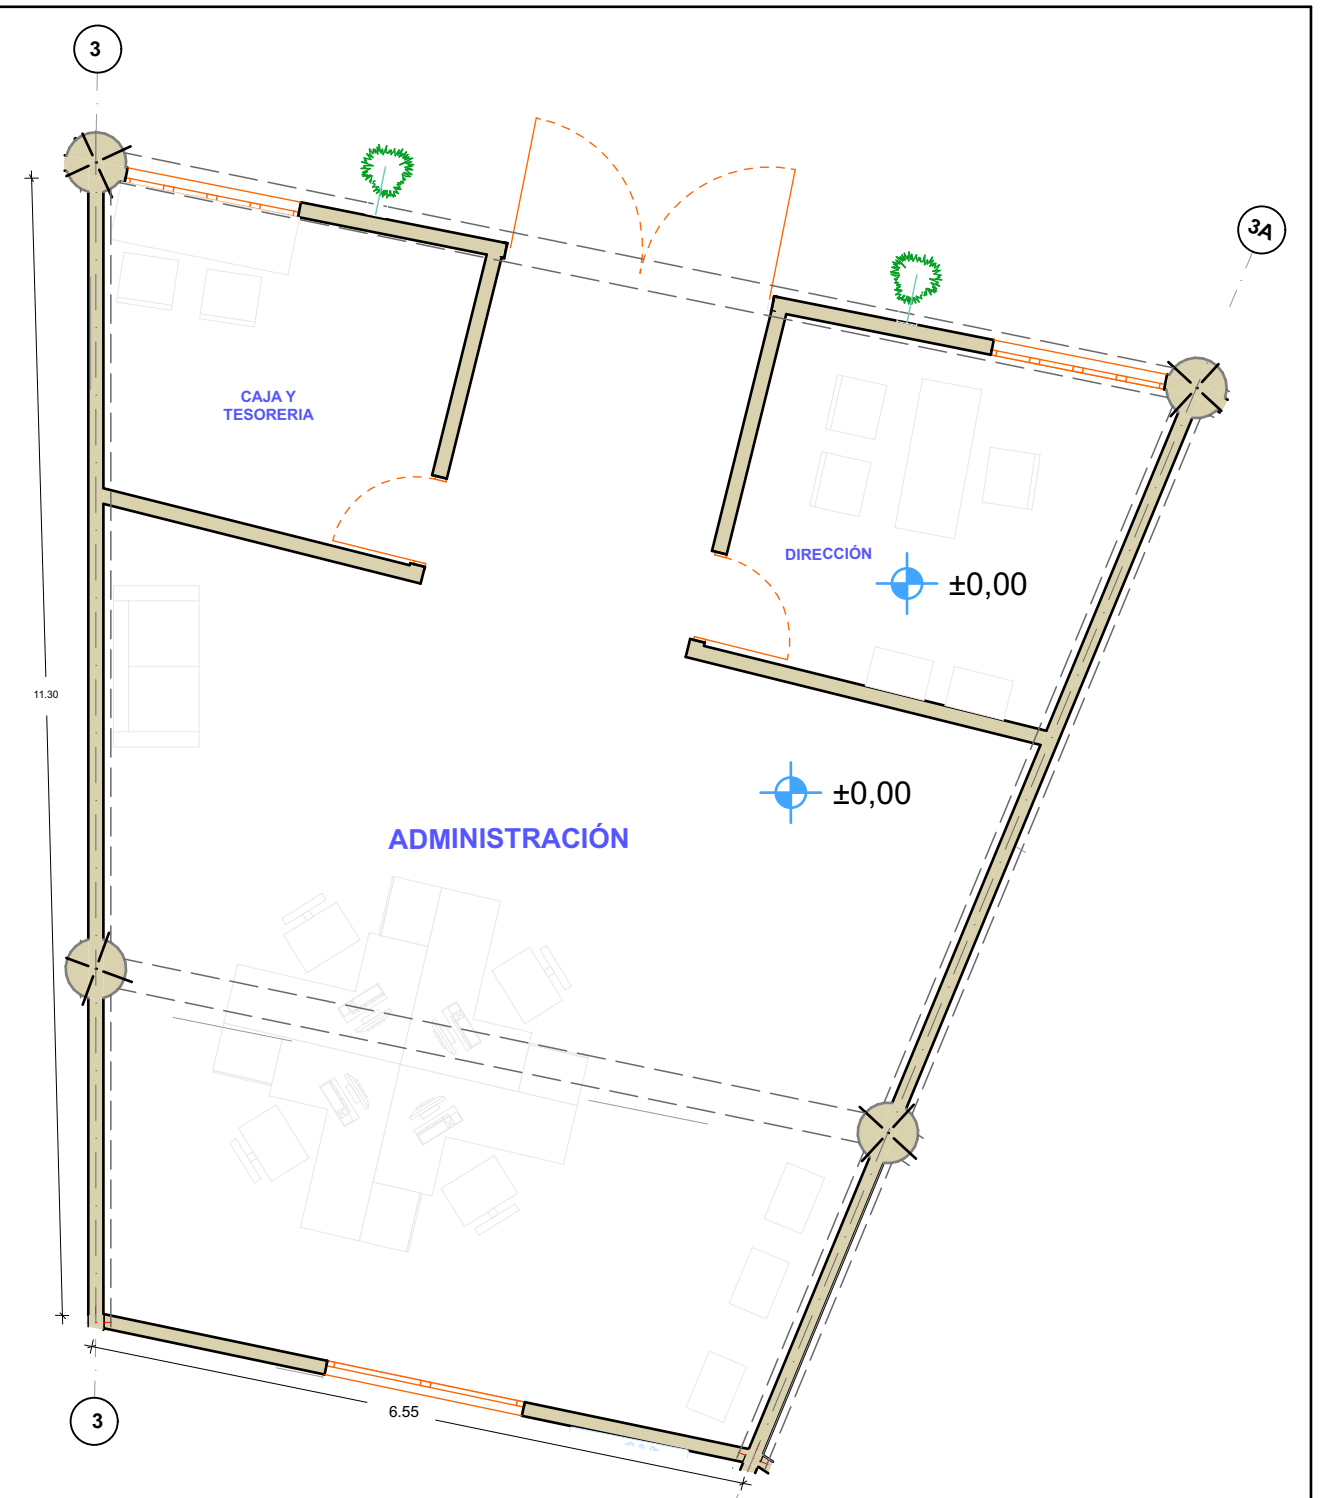 3
3A
CAJA Y
TESORERIA
DIRECCIÓN
±0,00
11.30
±0,00
ADMINISTRACIÓN
6.55
3